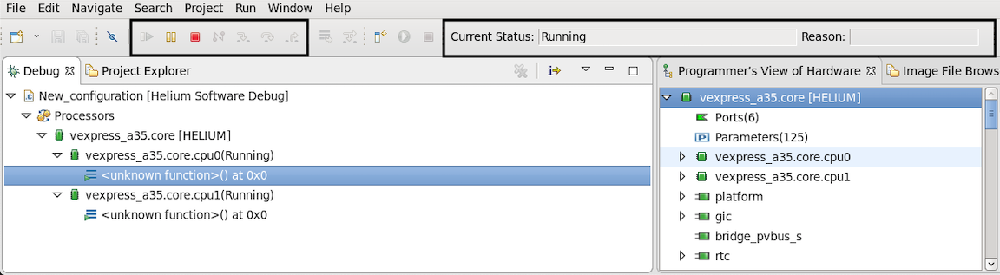 File Edit Navigate Search Project Run Window Help
Current Status: Running Reason:
Debug Project Explorer
New_configuration [Helium Software Debug]
Processors
vexpress_a35.core [HELIUM]
vexpress_a35.core.cpu0(Running)
<unknown function>() at 0x0
vexpress_a35.core.cpu1(Running)
<unknown function>() at 0x0
Programmer's View of Hardware Image File Brows
vexpress_a35.core [HELIUM]
Ports(6)
Parameters(125)
vexpress_a35.core.cpu0
vexpress_a35.core.cpu1
platform
gic
bridge_pvbus_s
rtc